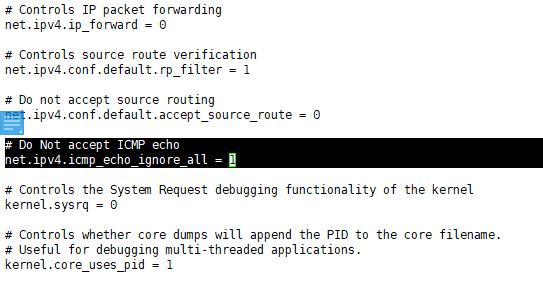 # Controls IP packet forwarding
net.ipv4.ip_forward = 0
# Controls source route verification
net.ipv4.conf.default.rp_filter = 1
# Do not accept source routing
net.ipv4.conf.default.accept_source_route = 0
# Do Not accept ICMP echo
net.ipv4.icmp_echo_ignore_all = 1
# Controls the System Request debugging functionality of the kernel
kernel.sysrq = 0
# Controls whether core dumps will append the PID to the core filename.
# Useful for debugging multi-threaded applications.
kernel.core_uses_pid = 1